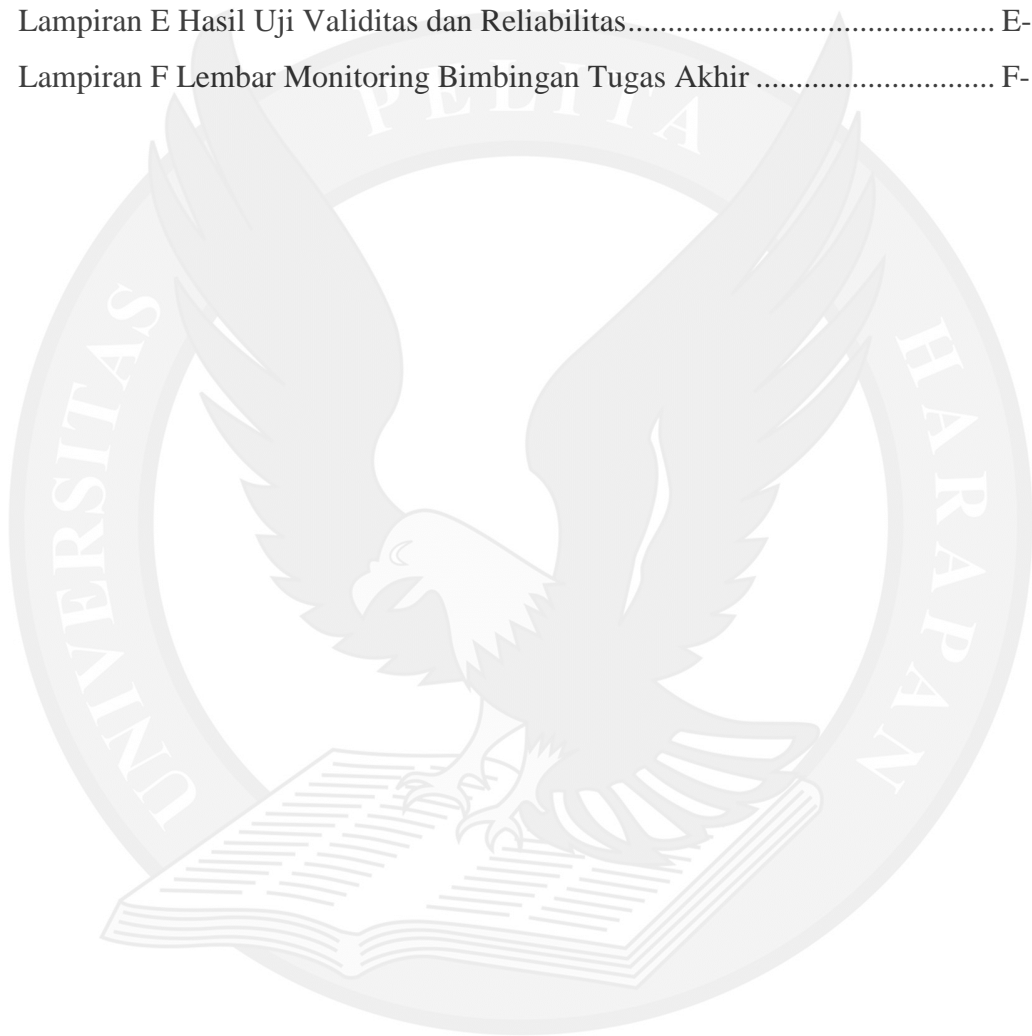 Lampiran E Hasil Uji Validitas dan Reliabilitas.............................................. E-
Lampiran F Lembar Monitoring Bimbingan Tugas Akhir .............................. F-
UNIVERSITAS PELITA HARAPAN